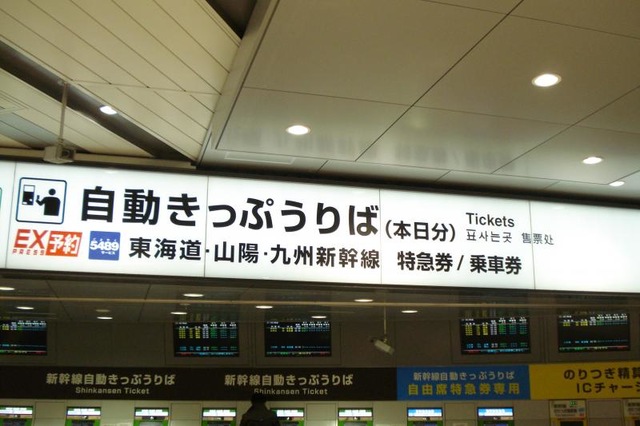 自動きっぷうりば(本日分)
Tickets
표사는곳 售票处
EX予約
EXPRESS
5489
サービス
東海道・山陽・九州新幹線 特急券/乗車券
新幹線自動きっぷうりば
Shinkansen Ticket
新幹線自動きっぷうりば
Shinkansen Ticket
新幹線自動きっぷうりば
自由席特急券専用
のりつぎ精算
ICチャージ